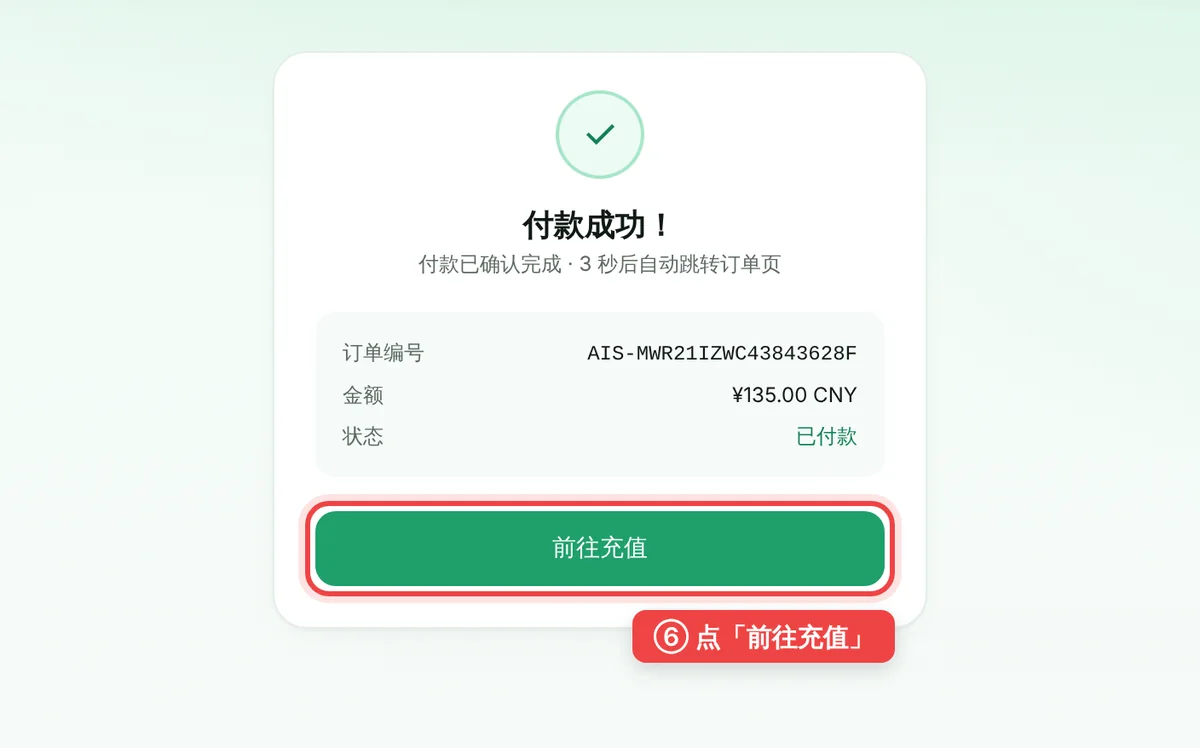 付款成功！
付款已确认完成 · 3 秒后自动跳转订单页
订单编号 AIS-MWR21IZWC43843628F
金额 ¥135.00 CNY
状态 已付款
前往充值
⑥ 点「前往充值」